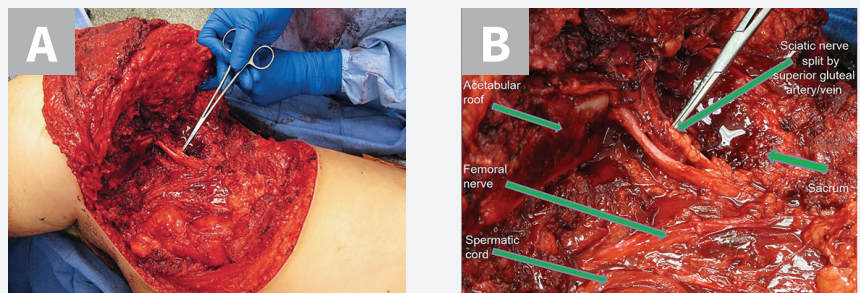 A
B
Sciatic nerve
split by
superior gluteal
artery/vein
Acetabular
roof
Femoral
nerve
Sacrum
Spermatic
cord